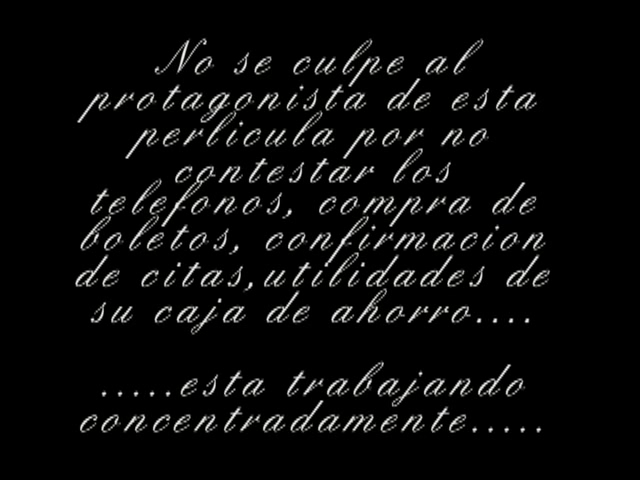 No se culpe al
protagonista de esta
perlicula por no
contestar los
telefonos, compra de
boletos, confirmacion
de citas,utilidades de
su caja de ahorro....
.....esta trabajando
concentradamente.....